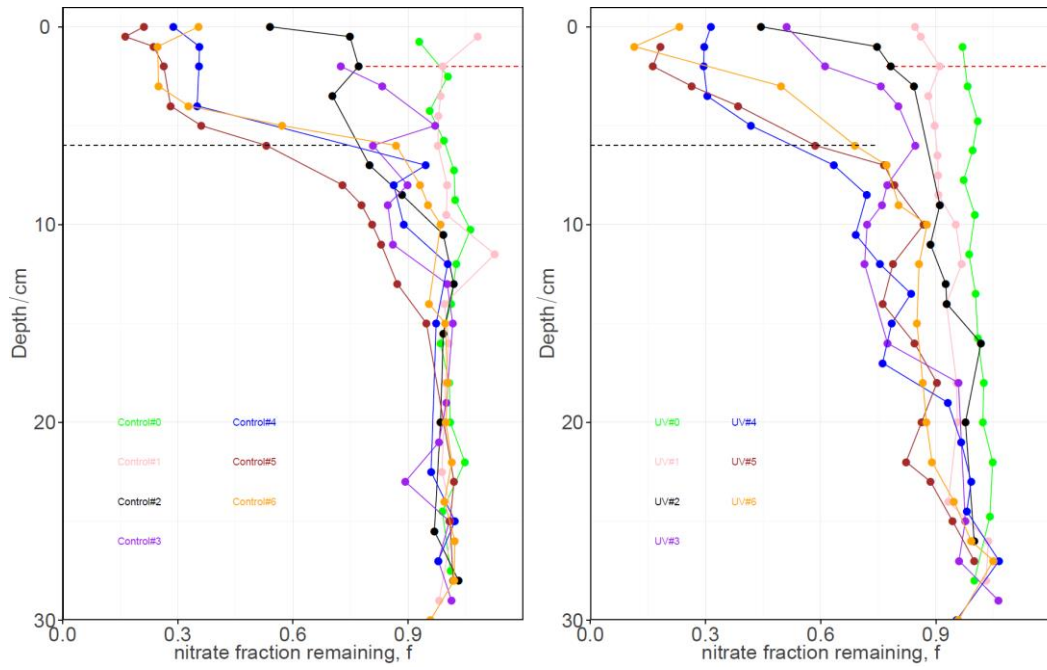 0
10
20
30
Depth/cm
Control#0 Control#4
Control#1 Control#5
Control#2 Control#6
Control#3
0.0 0.3 0.6 0.9
nitrate fraction remaining, f
0
10
20
30
Depth/cm
UV#0 UV#4
UV#1 UV#5
UV#2 UV#6
UV#3
0.0 0.3 0.6 0.9
nitrate fraction remaining, f